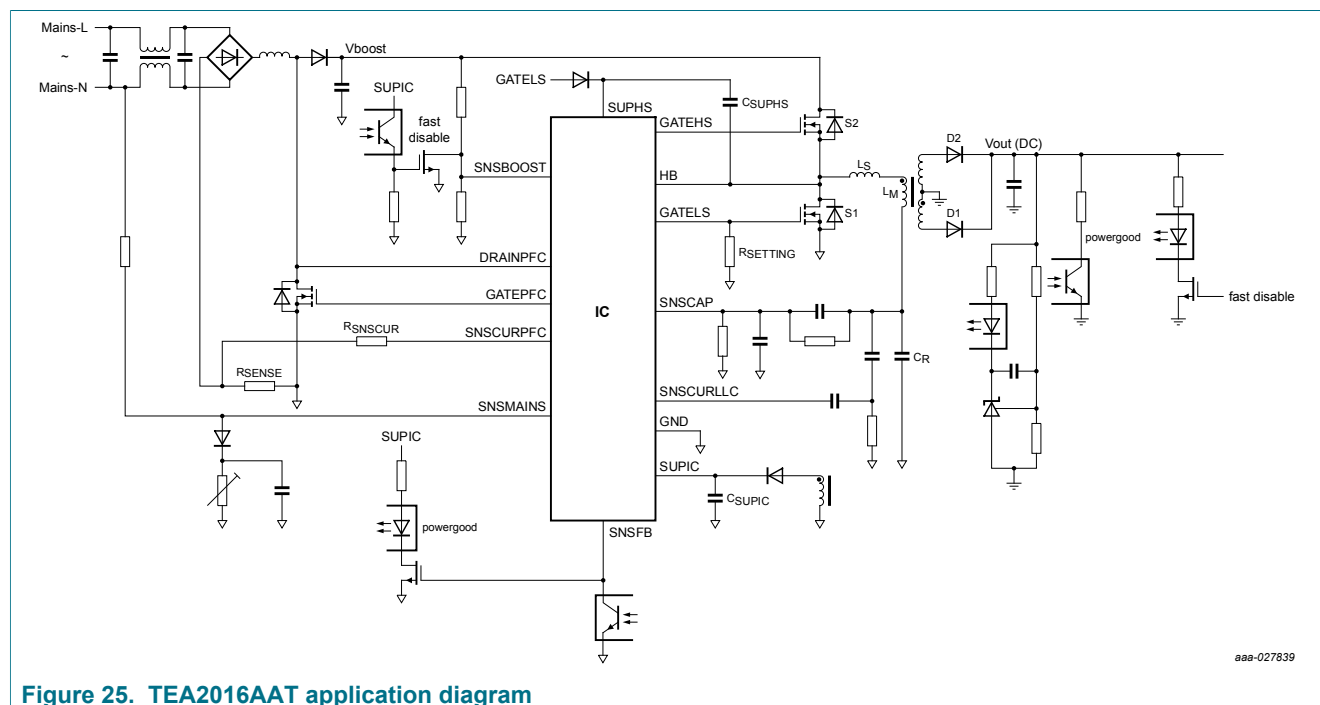 Mains-L
~
Mains-N
Vboost
SUPIC
fast
disable
GATELS
SUPHS
CSUPHS
GATEHS
S2
SNSBOOST
HB
LS
LM
D2
Vout (DC)
GATELS
S1
D1
RSETTING
powergood
DRAINPFC
GATEPFC
IC
SNSCAP
fast disable
RSNSCUR
SNSCURPFC
CR
RSENSE
SNSCURLLC
SNSMAINS
GND
SUPIC
SUPIC
CSUPIC
powergood
SNSFB
aaa-027839
Figure 25. TEA2016AAT application diagram